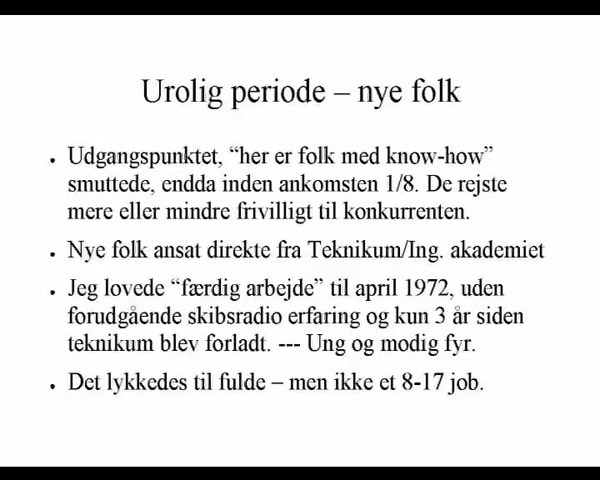 Urolig periode – nye folk
• Udgangspunktet, “her er folk med know-how”
smuttede, endda inden ankomsten 1/8. De rejste
mere eller mindre frivilligt til konkurrenten.
• Nye folk ansat direkte fra Teknikum/Ing. akademiet
• Jeg lovede “færdig arbejde” til april 1972, uden
forudgående skibsradio erfaring og kun 3 år siden
teknikum blev forladt. --- Ung og modig fyr.
• Det lykkedes til fulde – men ikke et 8-17 job.